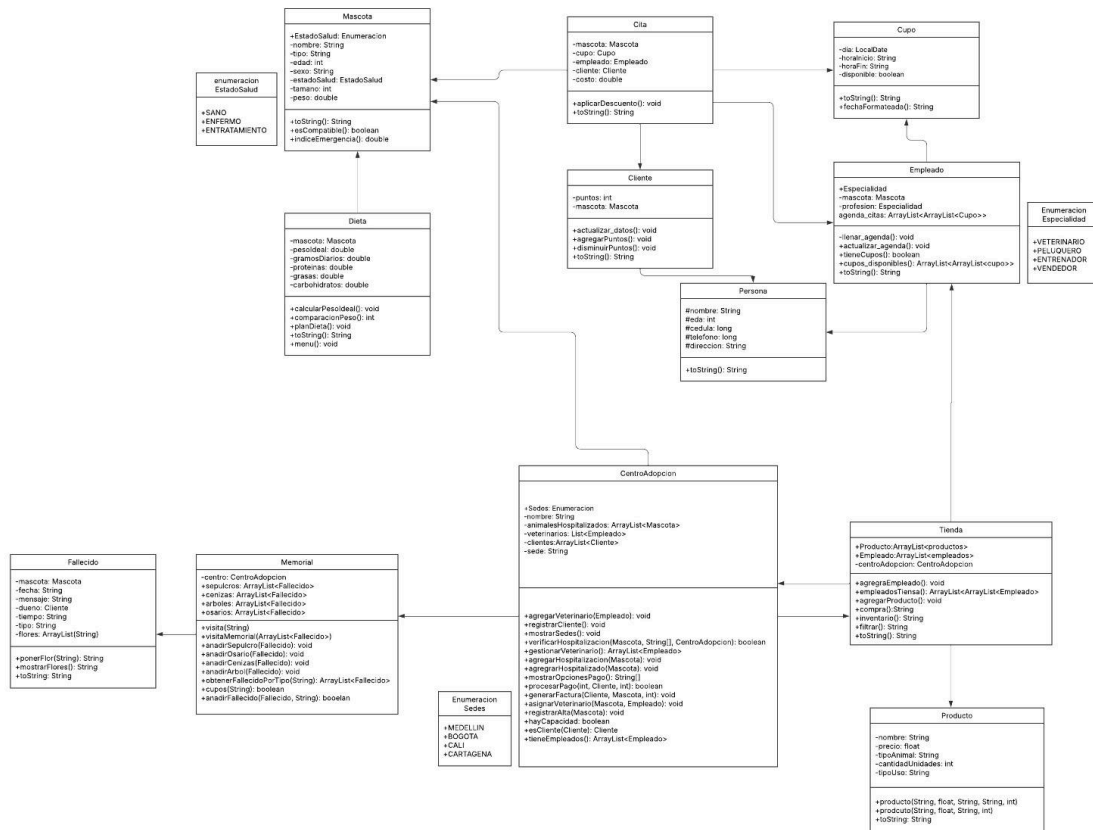 Mascota
+EstadoSalud: Enumeracion
-nombre: String
-tipo: String
-edad: int
-sexo: String
-estadoSalud: EstadoSalud
-tamano: int
-peso: double
+toString(): String
+esCompatible(): boolean
+indiceEmergencia(): double
enumeracion
EstadoSalud
+SANO
+ENFERMO
+ENTRATAMIENTO
Cita
-mascota: Mascota
-cupo: Cupo
-empleado: Empleado
-cliente: Cliente
-costo: double
+aplicarDescuento(): void
+toString(): String
Cupo
-dia: LocalDate
-horaInicio: String
-horaFin: String
-disponible: boolean
+toString(): String
+fechaFormateada(): String
Dieta
-mascota: Mascota
-pesoIdeal: double
-gramosDiarios: double
-proteinas: double
-grasas: double
-carbohidratos: double
+calcularPesoIdeal(): void
+comparacionPeso(): int
+planDieta(): void
+toString(): String
+menu(): void
Cliente
-puntos: int
-mascota: Mascota
+actualizar_datos(): void
+agregarPuntos(): void
+disminuirPuntos(): void
+toString(): String
Empleado
+Especialidad
-mascota: Mascota
-profesion: Especialidad
agenda_citas: ArrayList<ArrayList<Cupo>>
-llenar_agenda(): void
+actualizar_agenda(): void
+tieneCupos(): boolean
+cupos_disponibles(): ArrayList<ArrayList<cupo>>
+toString(): String
Enumeracion
Especialidad
+VETERINARIO
+PELUQUERO
+ENTRENADOR
+VENDEDOR
Persona
#nombre: String
#eda: int
#cedula: long
#telefono: long
#direccion: String
+toString(): String
CentroAdopcion
+Sedes: Enumeracion
-nombre: String
-animalesHospitalizados: ArrayList<Mascota>
-veterinarios: List<Empleado>
-clientes:ArrayList<Cliente>
-sede: String
+agregarVeterinario(Empleado): void
+registrarCliente(): void
+mostrarSedes(): void
+verificarHospitalizacion(Mascota, String[], CentroAdopcion): boolean
+gestionarVeterinario(): ArrayList<Empleado>
+agregarHospitalizacion(Mascota): void
+agregrarHospitalizado(Mascota): void
+mostrarOpcionesPago(): String[]
+procesarPago(int, Cliente, int): boolean
+generarFactura(Cliente, Mascota, int): void
+asignarVeterinario(Mascota, Empleado): void
+registrarAlta(Mascota): void
+hayCapacidad: boolean
+esCliente(Cliente): Cliente
+tieneEmpleados(): ArrayList<Empleado>
Enumeracion
Sedes
+MEDELLIN
+BOGOTA
+CALI
+CARTAGENA
Tienda
+Producto:ArrayList<productos>
+Empleado:ArrayList<empleados>
-centroAdopcion: CentroAdopcion
+agegraEmpleado(): void
+empleadosTiensa(): ArrayList<ArrayList<Empleado>
+agregarProducto(): void
+compra():String
+inventario(): String
+filtrar(): String
+toString(): String
Fallecido
-mascota: Mascota
-fecha: String
-mensaje: String
-dueno: Cliente
-tiempo: String
-tipo: String
-flores: ArrayList(String)
+ponerFlor(String): String
+mostrarFlores(): String
+toString: String
Memorial
-centro: CentroAdopcion
+sepulcros: ArrayList<Fallecido>
+cenizas: ArrayList<Fallecido>
+arboles: ArrayList<Fallecido>
+osarios: ArrayList<Fallecido>
+visita(String)
+visitaMemorial(ArrayList<Fallecido>)
+anadirSepulcro(Fallecido): void
+anadirOsario(Fallecido): void
+anadirCenizas(Fallecido): void
+anadirArbol(Fallecido): void
+obtenerFallecidoPorTipo(String): ArrayList<Fallecido>
+cupos(String): boolean
+anadirFallecido(Fallecido, String): booelan
Producto
-nombre: String
-precio: float
-tipoAnimal: String
-cantidadUnidades: int
-tipoUso: String
+producto(String, float, String, String, int)
+prodcuto(String, float, String, int)
+toString: String